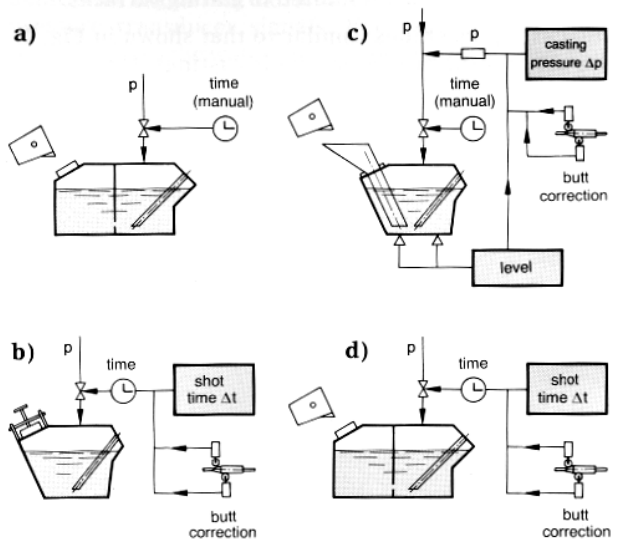 a)
p
time
(manual)
c)
p
p
casting
pressure Δp
time
(manual)
butt
correction
level
b)
p
time
shot
time Δt
butt
correction
d)
p
time
shot
time Δt
butt
correction